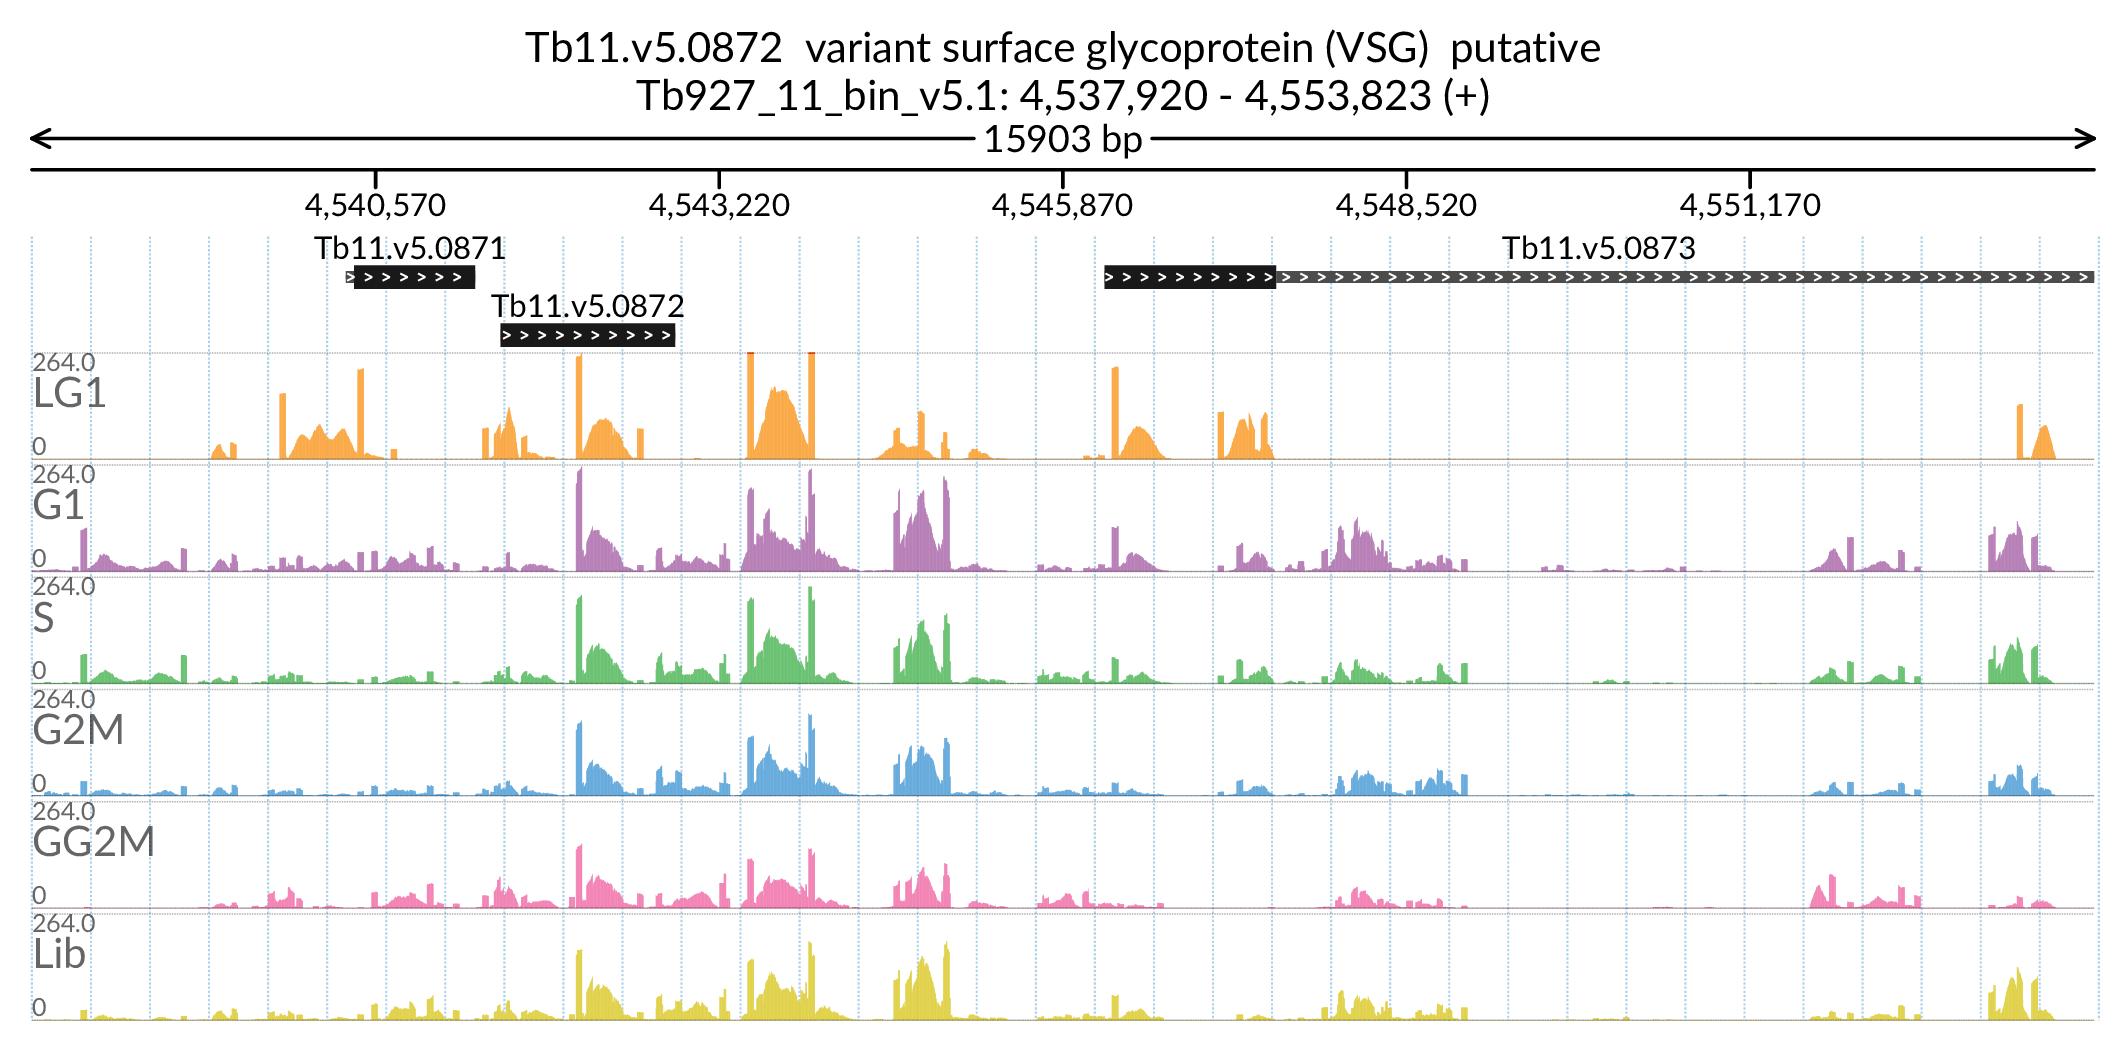 Tb11.v5.0872 variant surface glycoprotein (VSG) putative
Tb927_11_bin_v5.1: 4,537,920 - 4,553,823 (+)
15903 bp
4,540,570 4,543,220 4,545,870 4,548,520 4,551,170
Tb11.v5.0871 Tb11.v5.0873
Tb11.v5.0872
264.0
LG1
0
264.0
G1
0
264.0
S
0
264.0
G2M
0
264.0
GG2M
0
264.0
Lib
0